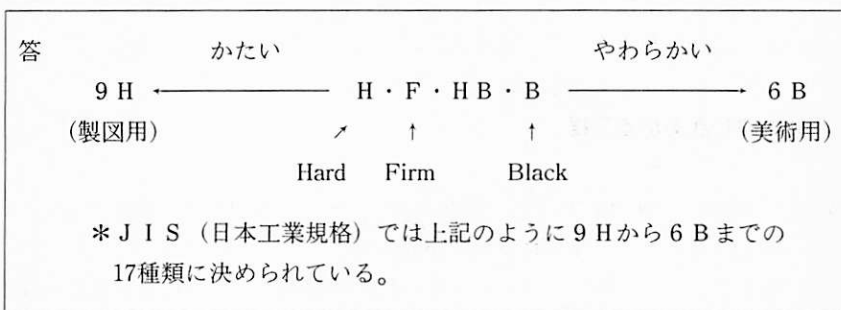 答　かたい　やわらかい
9H ← H・F・HB・B → 6B
(製図用) ↗ ↑ ↑ (美術用)
Hard Firm Black
＊JIS（日本工業規格）では上記のように9Hから6Bまでの
17種類に決められている。